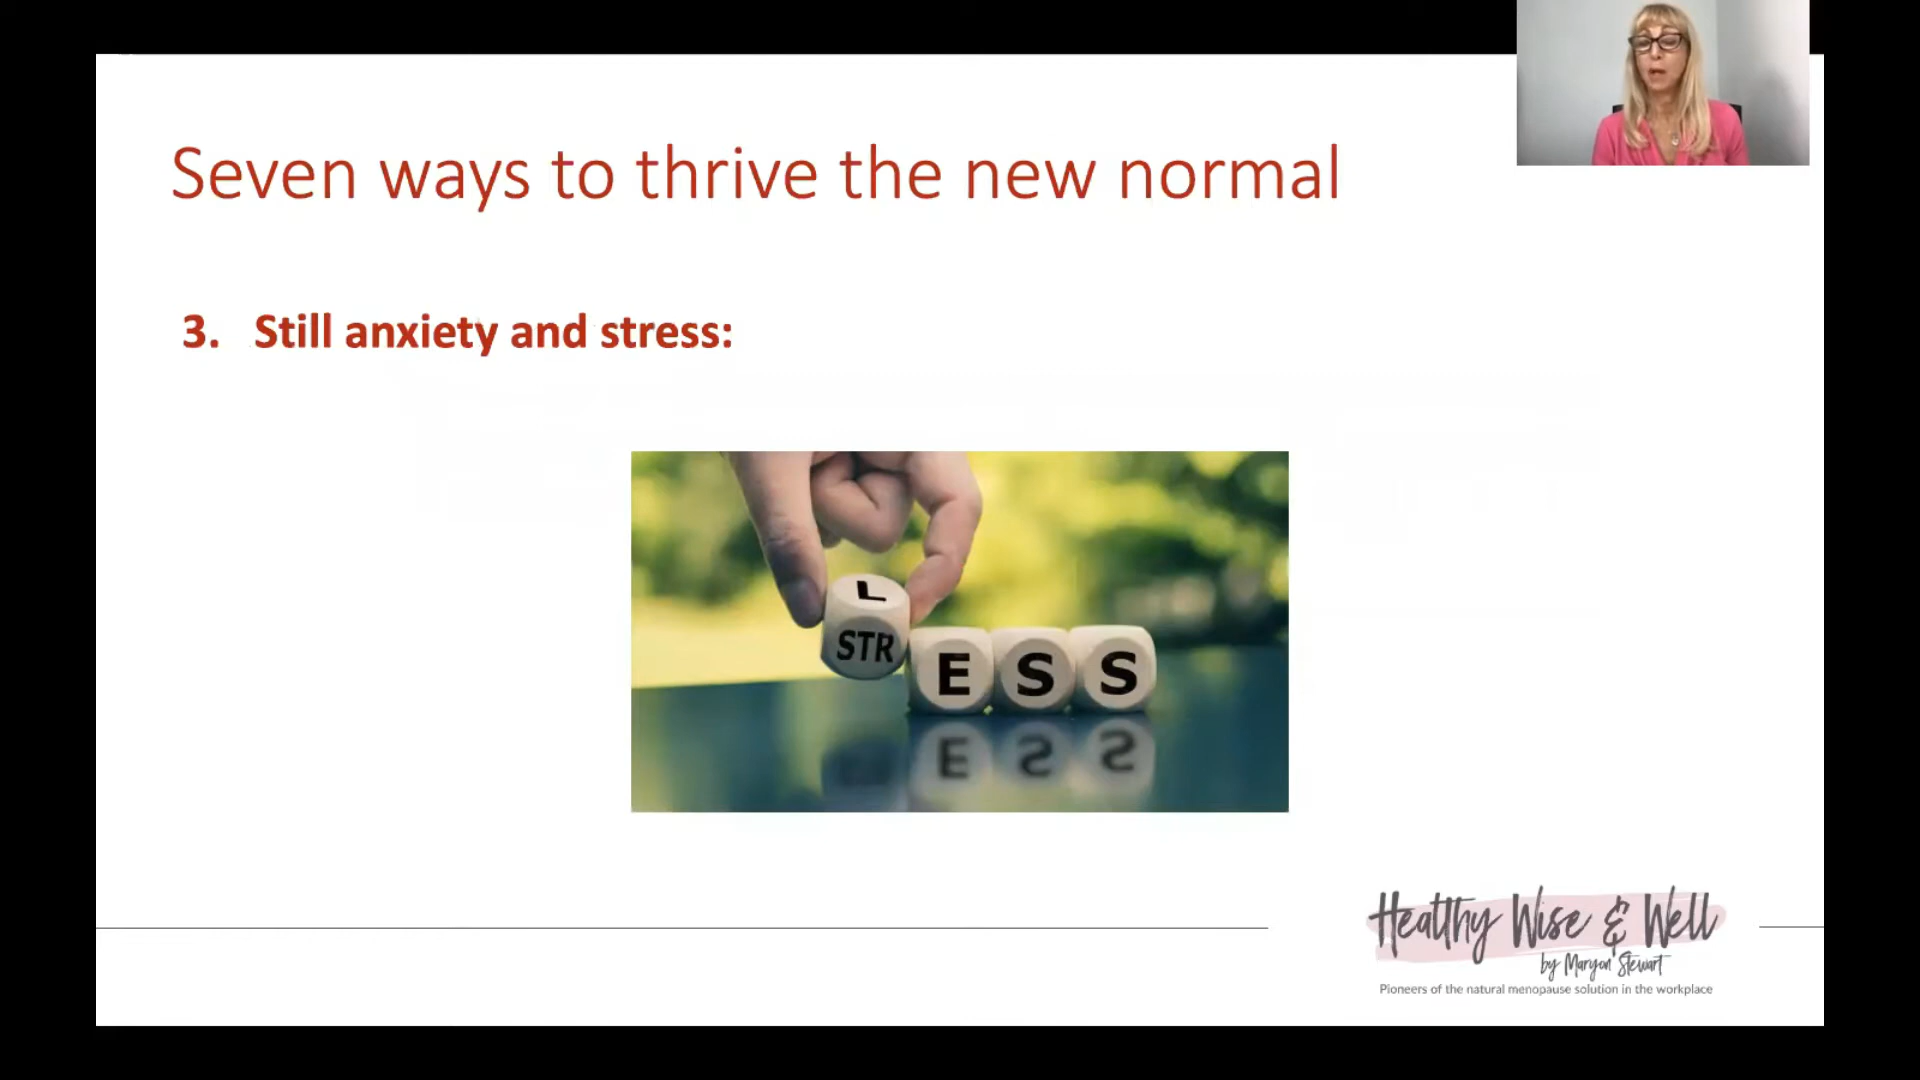 Seven ways to thrive the new normal
3. Still anxiety and stress:
L
STR E S S
Healthy Wise & Well
by Maryon Stewart
Pioneers of the natural menopause solution in the workplace